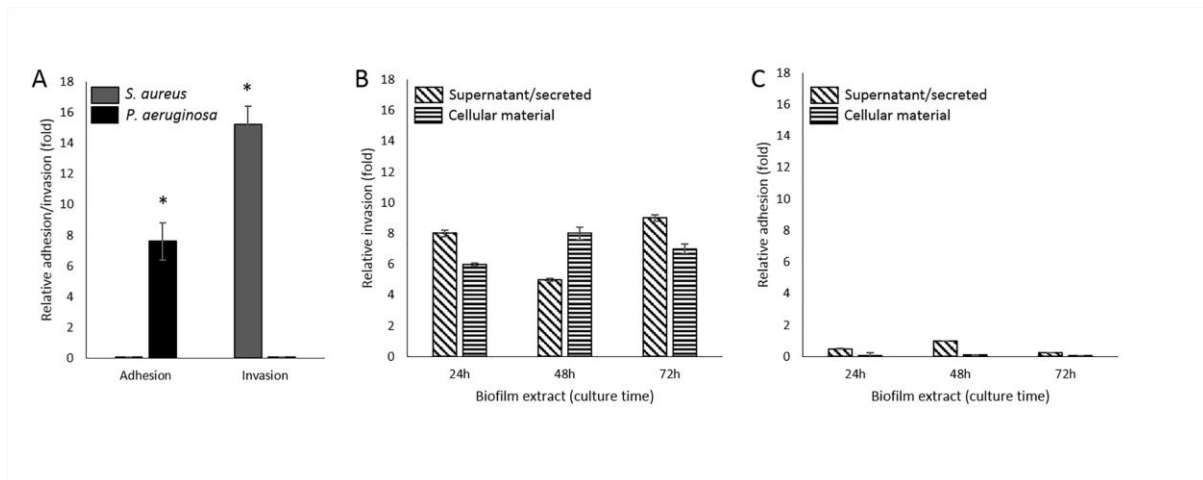 A
Relative adhesion/invasion (fold)
18
16
14
12
10
8
6
4
2
0
S. aureus
P. aeruginosa
*
*
Adhesion
Invasion
B
Relative invasion (fold)
18
16
14
12
10
8
6
4
2
0
Supernatant/secreted
Cellular material
24h
48h
72h
Biofilm extract (culture time)
C
Relative adhesion (fold)
18
16
14
12
10
8
6
4
2
0
Supernatant/secreted
Cellular material
24h
48h
72h
Biofilm extract (culture time)